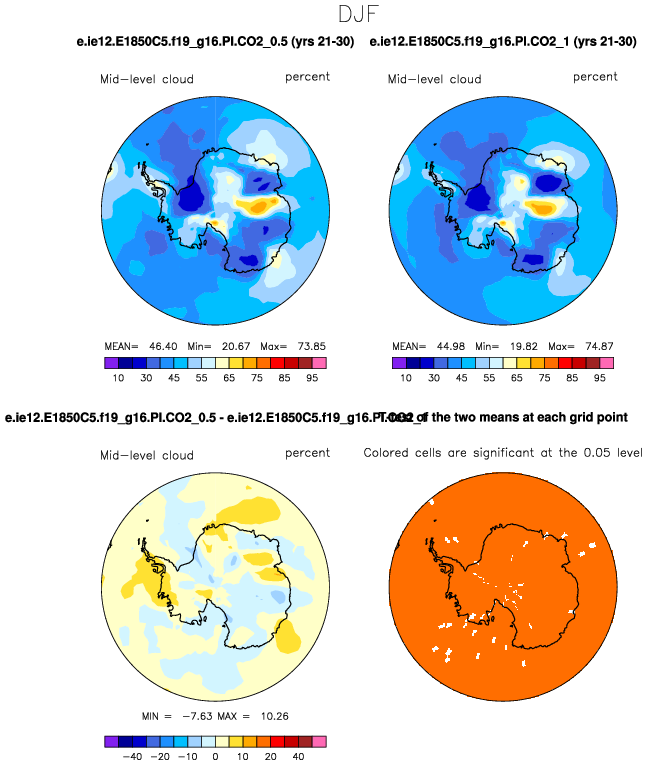 DJF
e.ie12.E1850C5.f19_g16.PI.CO2_0.5 (yrs 21-30)
e.ie12.E1850C5.f19_g16.PI.CO2_1 (yrs 21-30)
Mid-level cloud percent
Mid-level cloud percent
MEAN= 46.40 Min= 20.67 Max= 73.85
MEAN= 44.98 Min= 19.82 Max= 74.87
10 30 45 55 65 75 85 95
10 30 45 55 65 75 85 95
e.ie12.E1850C5.f19_g16.PI.CO2_0.5 - e.ie12.E1850C5.f19_g16.PI.CO2_1
T-test of the two means at each grid point
Mid-level cloud percent
Colored cells are significant at the 0.05 level
MIN = -7.63 MAX = 10.26
-40 -20 -10 0 10 20 40